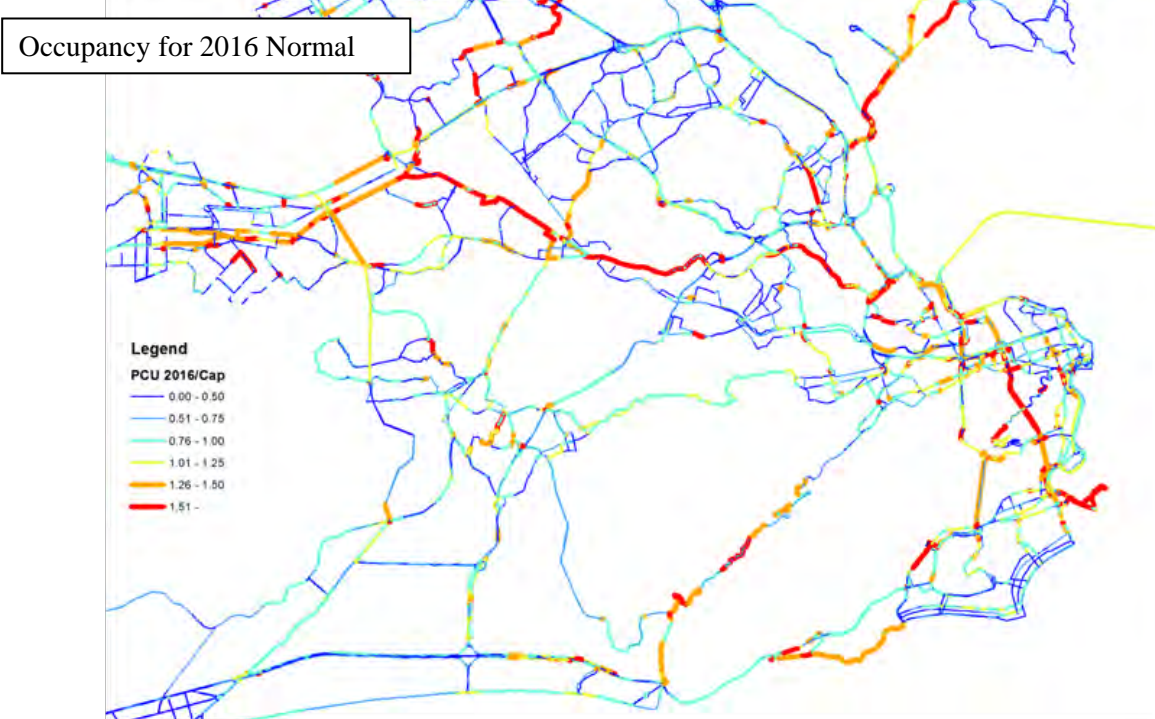 Occupancy for 2016 Normal
Legend
PCU 2016/Cap
0.00 - 0.50
0.51 - 0.75
0.76 - 1.00
1.01 - 1.25
1.26 - 1.50
1.51 -